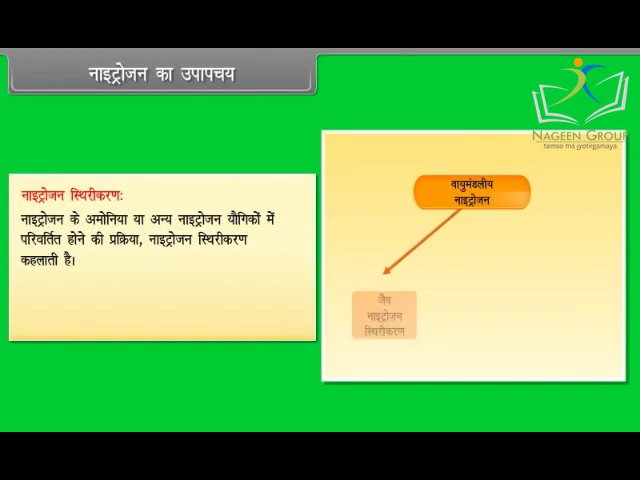 नाइट्रोजन का उपापचय
NAGEEN GROUP
tamso ma jyotirgamaya
नाइट्रोजन स्थिरीकरण:
नाइट्रोजन के अमोनिया या अन्य नाइट्रोजन यौगिकों में
परिवर्तित होने की प्रक्रिया, नाइट्रोजन स्थिरीकरण
कहलाती है।
वायुमंडलीय
नाइट्रोजन
जैव
नाइट्रोजन
स्थिरीकरण